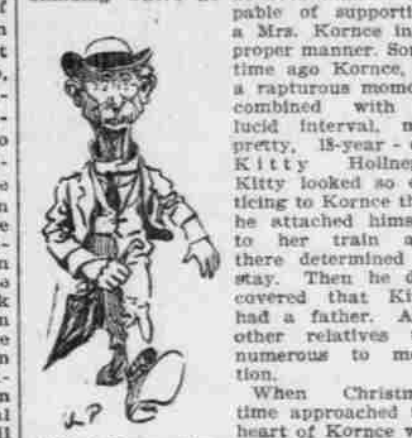 pable of supporti
a Mrs. Kornce in
proper manner. So
time ago Kornce,
a rapturous mome
combined with
lucid interval, m
pretty, 18-year-
Kitty Hollne
Kitty looked so
ticing to Kornce th
he attached hims
to her train a
there determined
stay. Then he d
covered that Ki
had a father. A
other relatives
numerous to m
tion.
When Christm
time approached
heart of Kornce w